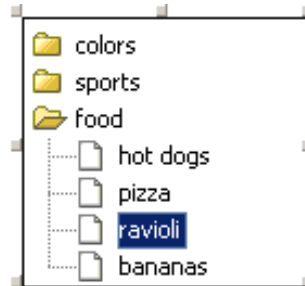 colors
sports
food
hot dogs
pizza
ravioli
bananas